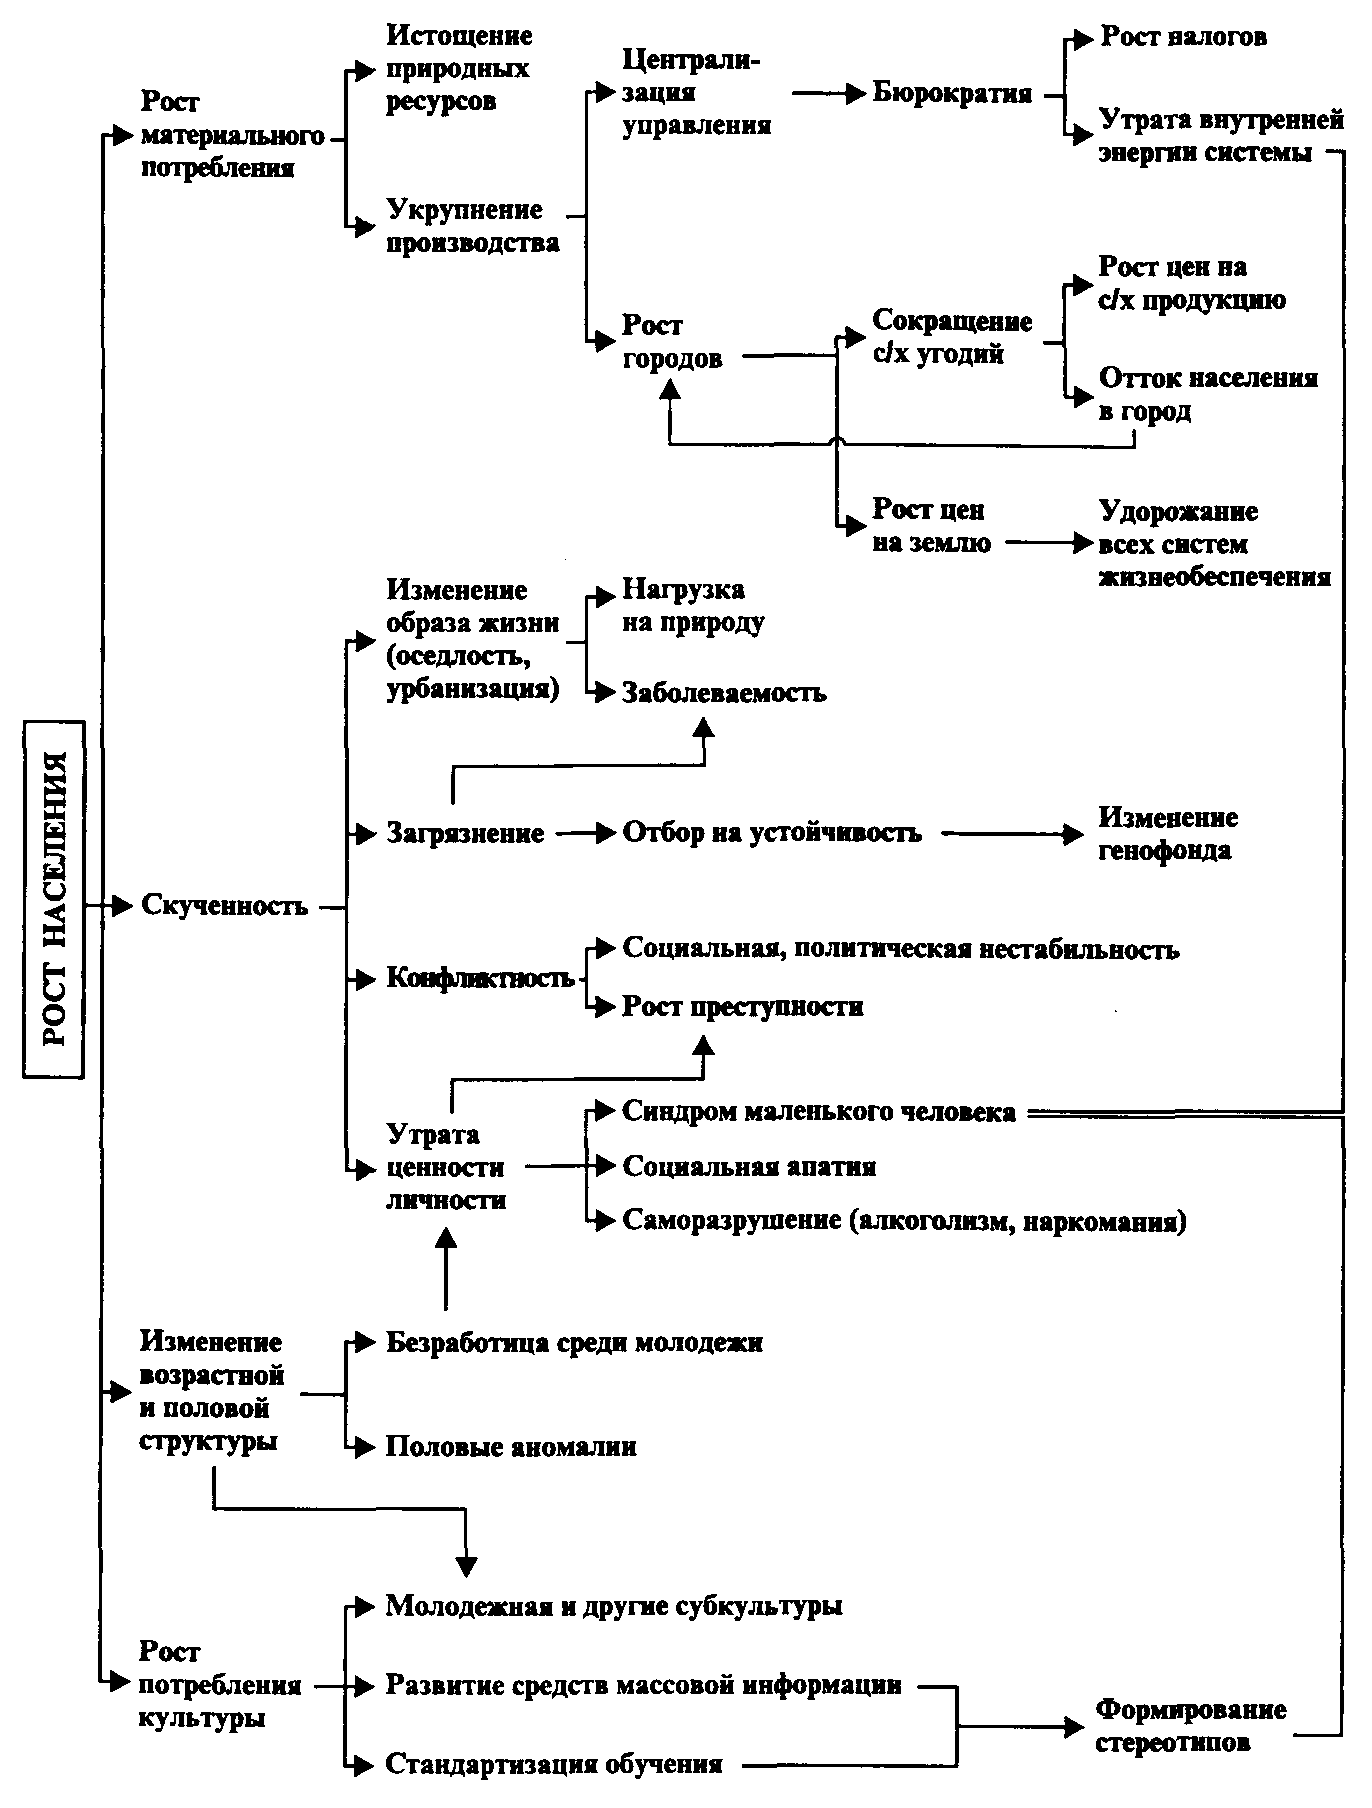 РОСТ НАСЕЛЕНИЯ
Рост
материального
потребления
Истощение
природных
ресурсов
Укрупнение
производства
Централи-
зация
управления
Бюрократия
Рост налогов
Утрата внутренней
энергии системы
Рост
городов
Сокращение
с/х угодий
Рост цен на
с/х продукцию
Отток населения
в город
Рост цен
на землю
Удорожание
всех систем
жизнеобеспечения
Скученность
Изменение
образа жизни
(оседлость,
урбанизация)
Нагрузка
на природу
Заболеваемость
Загрязнение
Отбор на устойчивость
Изменение
генофонда
Конфликтность
Социальная, политическая нестабильность
Рост преступности
Утрата
ценности
личности
Синдром маленького человека
Социальная апатия
Саморазрушение (алкоголизм, наркомания)
Изменение
возрастной
и половой
структуры
Безработица среди молодежи
Половые аномалии
Рост
потребления
культуры
Молодежная и другие субкультуры
Развитие средств массовой информации
Стандартизация обучения
Формирование
стереотипов